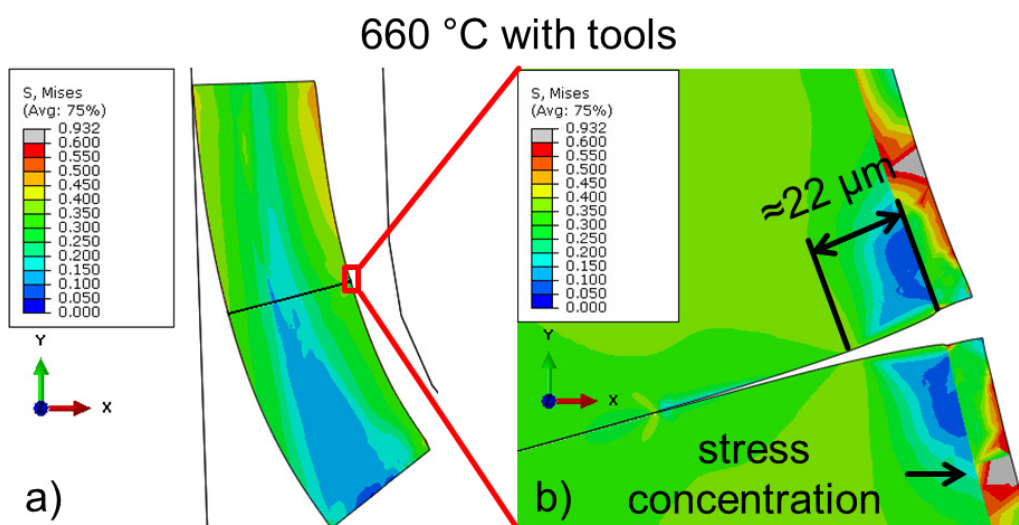 660 °C with tools
S, Mises
(Avg: 75%)
0.932
0.600
0.550
0.500
0.450
0.400
0.350
0.300
0.250
0.200
0.150
0.100
0.050
0.000
Y
X
a)
S, Mises
(Avg: 75%)
0.932
0.600
0.550
0.500
0.450
0.400
0.350
0.300
0.250
0.200
0.150
0.100
0.050
0.000
≈22 μm
Y
X
stress
concentration
b)